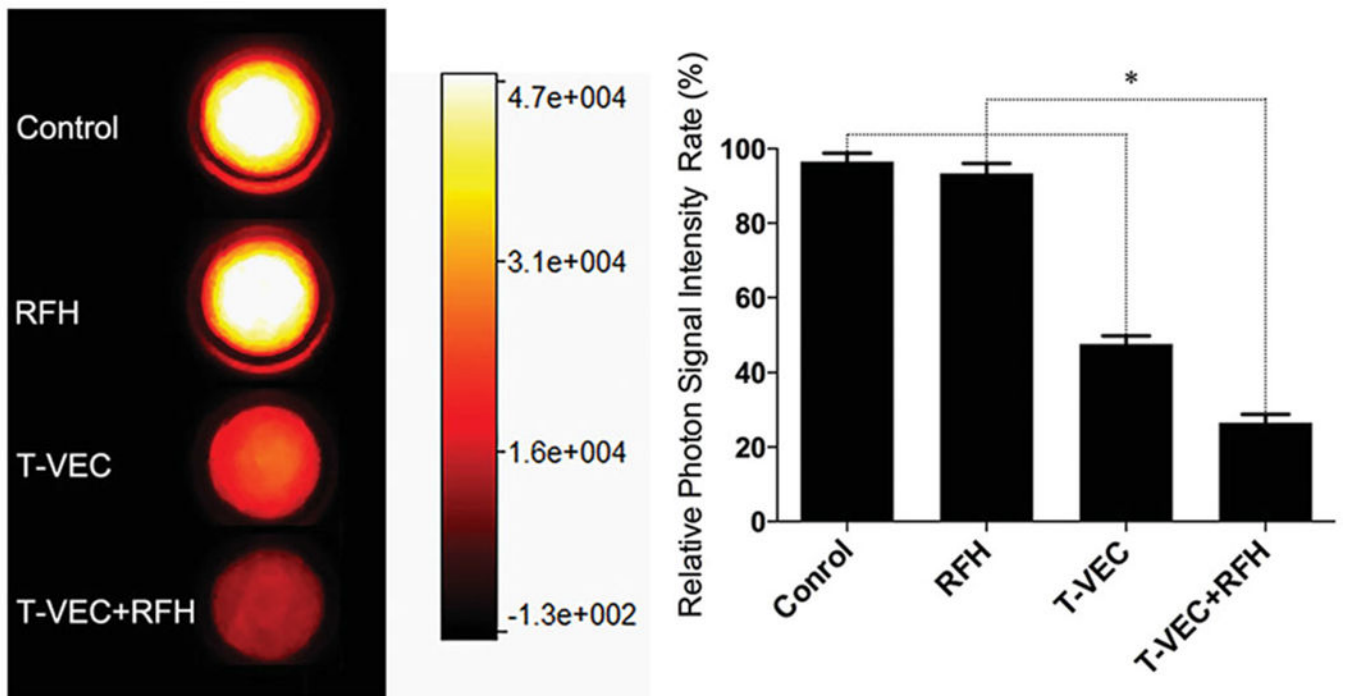 Control
RFH
T-VEC
T-VEC+RFH
4.7e+004
3.1e+004
1.6e+004
-1.3e+002
Relative Photon Signal Intensity Rate (%)
*
100
80
60
40
20
0
Conrol
RFH
T-VEC
T-VEC+RFH